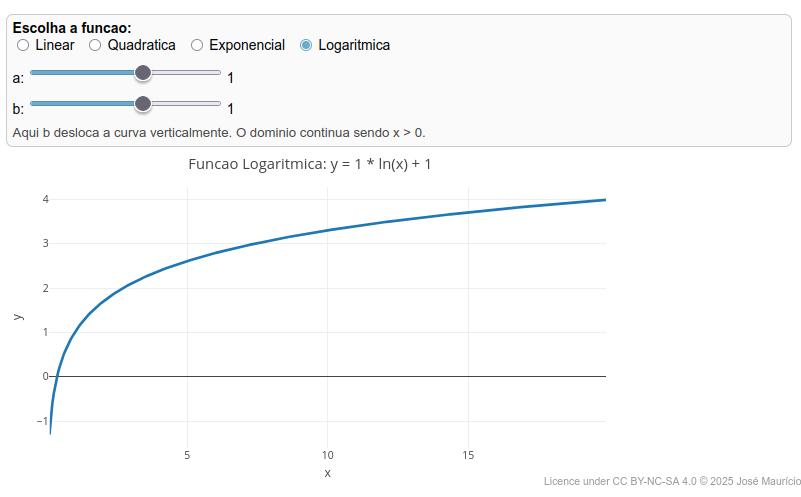 Escolha a funcao:
Linear Quadratica Exponencial Logaritmica
a: 1
b: 1
Aqui b desloca a curva verticalmente. O dominio continua sendo x > 0.
Funcao Logaritmica: y = 1 * ln(x) + 1
4
3
2
1
0
−1
y
5 10 15
x
Licence under CC BY-NC-SA 4.0 © 2025 José Maurício